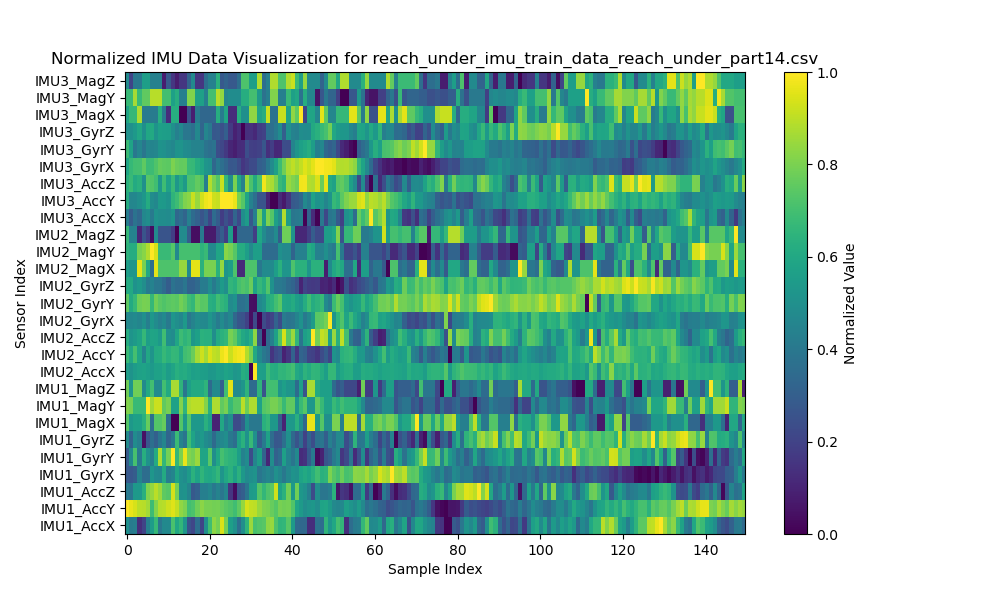 Normalized IMU Data Visualization for reach_under_imu_train_data_reach_under_part14.csv
IMU3_MagZ
IMU3_MagY
IMU3_MagX
IMU3_GyrZ
IMU3_GyrY
IMU3_GyrX
IMU3_AccZ
IMU3_AccY
IMU3_AccX
IMU2_MagZ
IMU2_MagY
IMU2_MagX
IMU2_GyrZ
IMU2_GyrY
IMU2_GyrX
IMU2_AccZ
IMU2_AccY
IMU2_AccX
IMU1_MagZ
IMU1_MagY
IMU1_MagX
IMU1_GyrZ
IMU1_GyrY
IMU1_GyrX
IMU1_AccZ
IMU1_AccY
IMU1_AccX
Sensor Index
0 20 40 60 80 100 120 140
Sample Index
1.0
0.8
0.6
0.4
0.2
0.0
Normalized Value